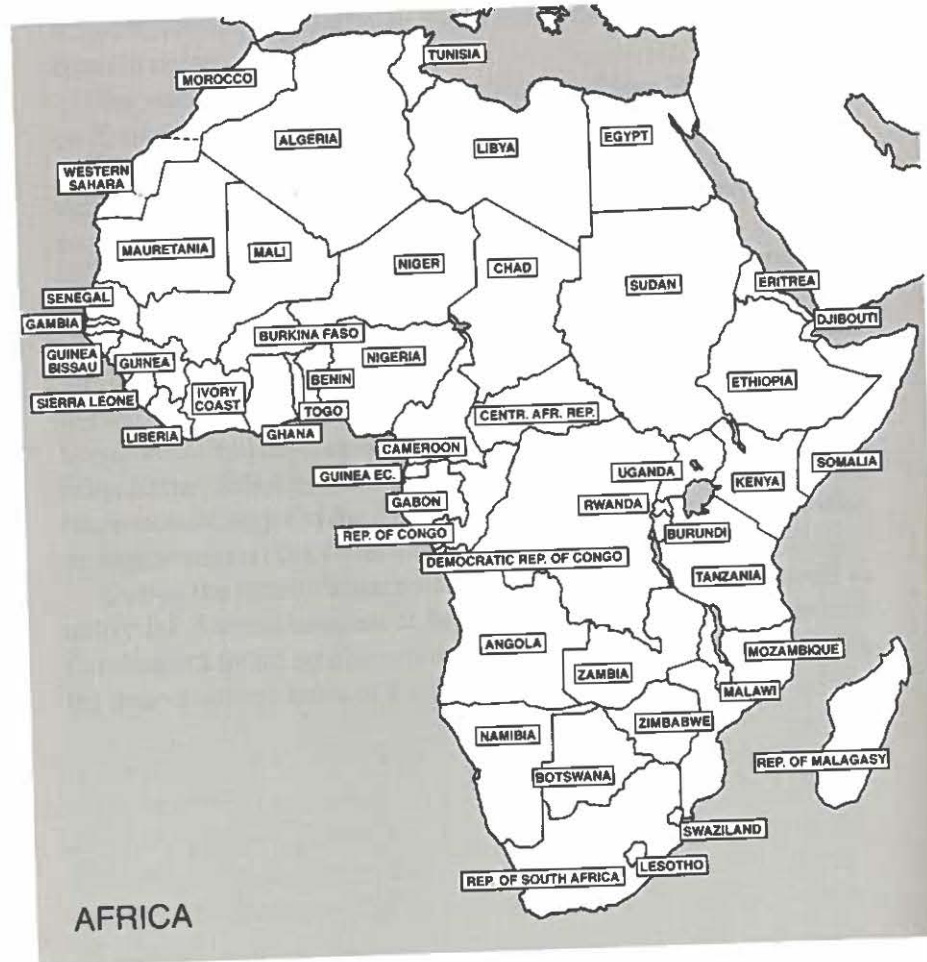 TUNISIA
MOROCCO
ALGERIA
LIBYA
EGYPT
WESTERN
SAHARA
MAURETANIA
MALI
NIGER
CHAD
SUDAN
ERITREA
SENEGAL
GAMBIA
DJIBOUTI
BURKINA FASO
NIGERIA
GUINEA
BISSAU
GUINEA
BENIN
ETHIOPIA
IVORY
COAST
SIERRA LEONE
TOGO
CENTR. AFR. REP.
LIBERIA
GHANA
CAMEROON
SOMALIA
UGANDA
GUINEA EC.
KENYA
GABON
RWANDA
REP. OF CONGO
BURUNDI
DEMOCRATIC REP. OF CONGO
TANZANIA
ANGOLA
MOZAMBIQUE
ZAMBIA
MALAWI
ZIMBABWE
NAMIBIA
REP. OF MALAGASY
BOTSWANA
SWAZILAND
LESOTHO
REP. OF SOUTH AFRICA
AFRICA